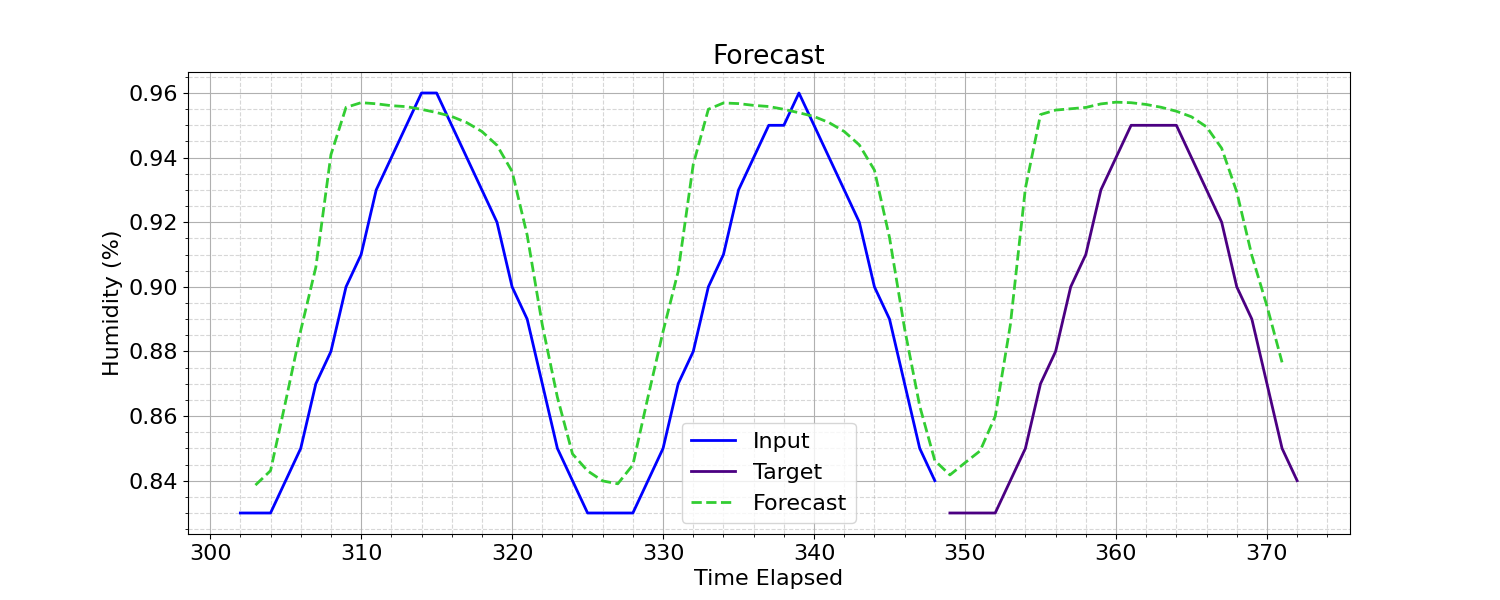 Forecast
0.96
0.94
0.92
0.90
0.88
0.86
0.84
Humidity (%)
Input
Target
Forecast
300 310 320 330 340 350 360 370
Time Elapsed